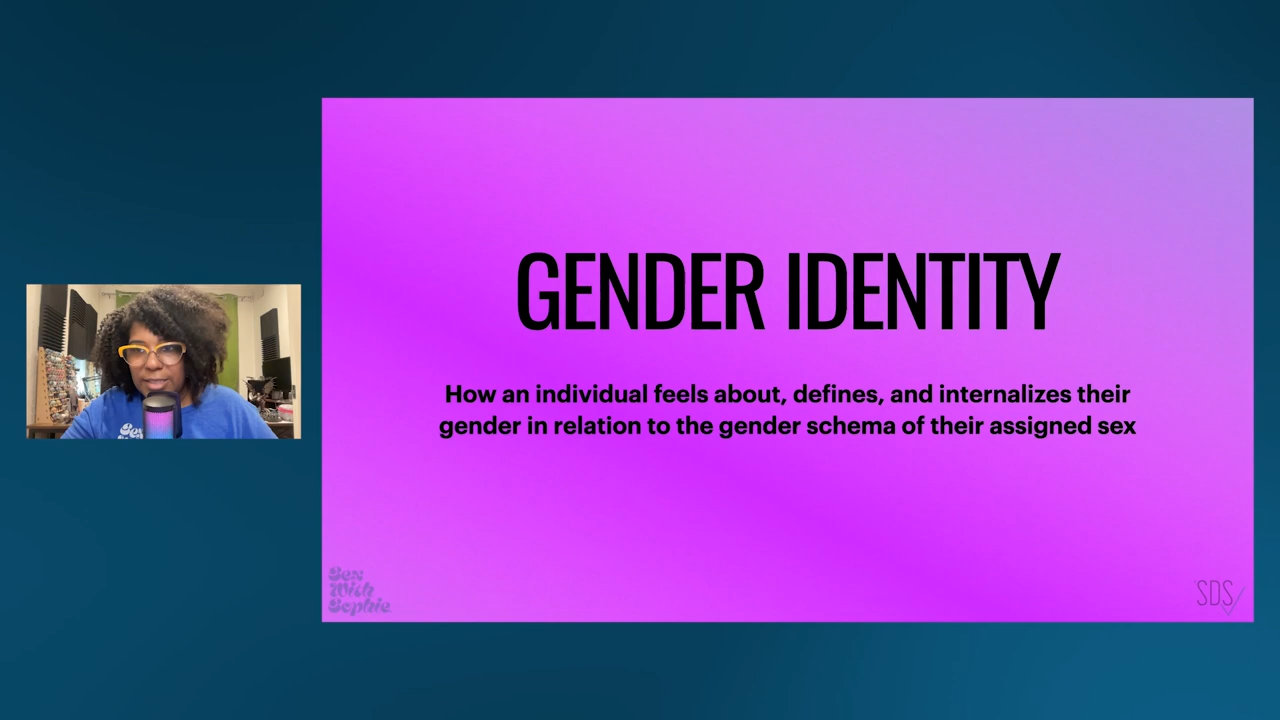 GENDER IDENTITY
How an individual feels about, defines, and internalizes their
gender in relation to the gender schema of their assigned sex
Sex
With
Sophie
SDS